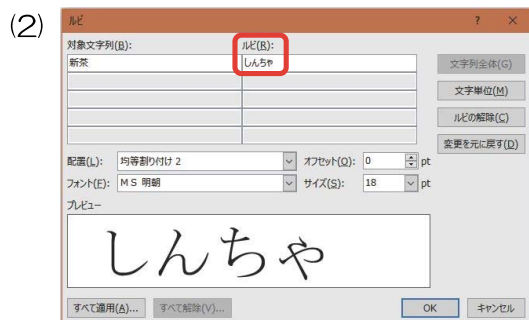 (2)
ルビ ? ×
対象文字列(B): ルビ(R):
新茶 しんちゃ
文字列全体(G)
文字単位(M)
ルビの解除(C)
変更を元に戻す(D)
配置(L): 均等割り付け 2 オフセット(O): 0 pt
フォント(F): MS 明朝 サイズ(S): 18 pt
プレビュー
しんちゃ
すべて適用(A)... すべて解除(V)... OK キャンセル